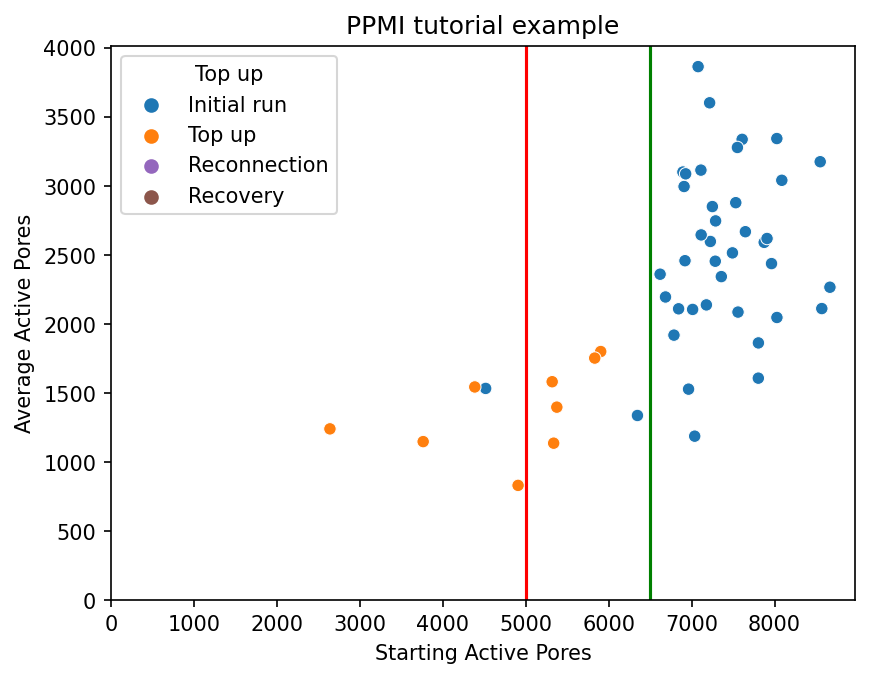 PPMI tutorial example
Top up
Initial run
Top up
Reconnection
Recovery
Average Active Pores
4000
3500
3000
2500
2000
1500
1000
500
0
0 1000 2000 3000 4000 5000 6000 7000 8000
Starting Active Pores